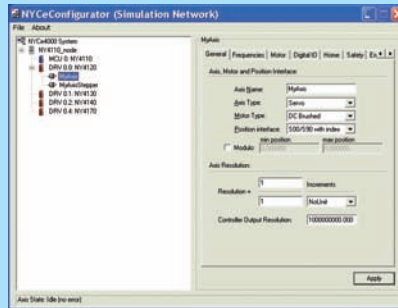 NYCeConfigurator (Simulation Network)
File About
NYCe4000 System
NY4110_node
MCU 0: NY4110
DRV 0.0: NY4120
MyAxis
MyAxisStepper
DRV 0.1: NY4130
DRV 0.2: NY4140
DRV 0.4: NY4170
MyAxis
General Frequencies Motor Digital IO Home Safety
Axis, Motor and Position Interface
Axis Name: MyAxis
Axis Type: Servo
Motor Type: DC Brushed
Position interface: S00/S90 with index
min position max position
Modulo
Axis Resolution
Resolution = 1 Increments
1 NoUnit
Controller Output Resolution: 1000000000.000
Apply
Axis State: Idle (no error)